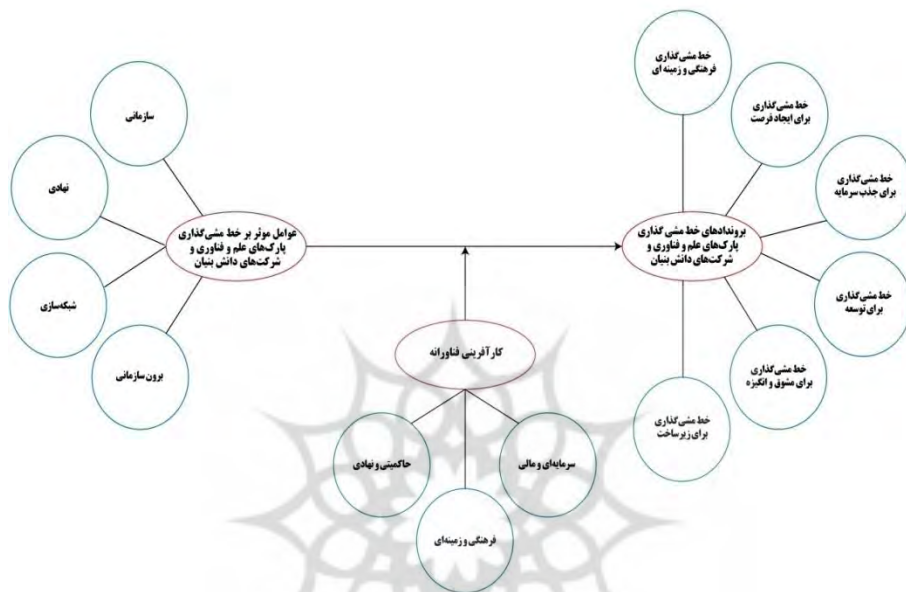 خط مشی‌گذاری
فرهنگی و زمینه ای
خط مشی‌گذاری
برای ایجاد فرصت
خط مشی‌گذاری
برای جذب سرمایه
خط مشی‌گذاری
برای توسعه
خط مشی‌گذاری
برای مشوق و انگیزه
خط مشی‌گذاری
برای زیرساخت
بروندادهای خط مشی گذاری
پارک‌های علم و فناوری و
شرکت‌های دانش بنیان
کارآفرینی فناورانه
سرمایه‌ای و مالی
فرهنگی و زمینه‌ای
حاکمیتی و نهادی
عوامل موثر بر خط مشی‌گذاری
پارک‌های علم و فناوری و
شرکت‌های دانش بنیان
سازمانی
نهادی
شبکه‌سازی
برون سازمانی